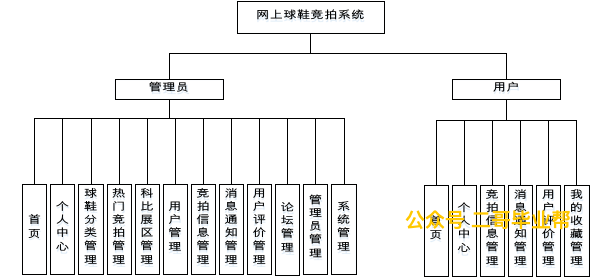 网上球鞋竞拍系统
管理员
用户
首页
个人中心
球鞋分类管理
热门竞拍管理
科比展区管理
用户管理
竞拍信息管理
消息通知管理
用户评价管理
论坛管理
管理员管理
系统管理
首页
个人中心
竞拍信息管理
消息通知管理
用户评价管理
我的收藏管理
公众号 二哥毕业帮